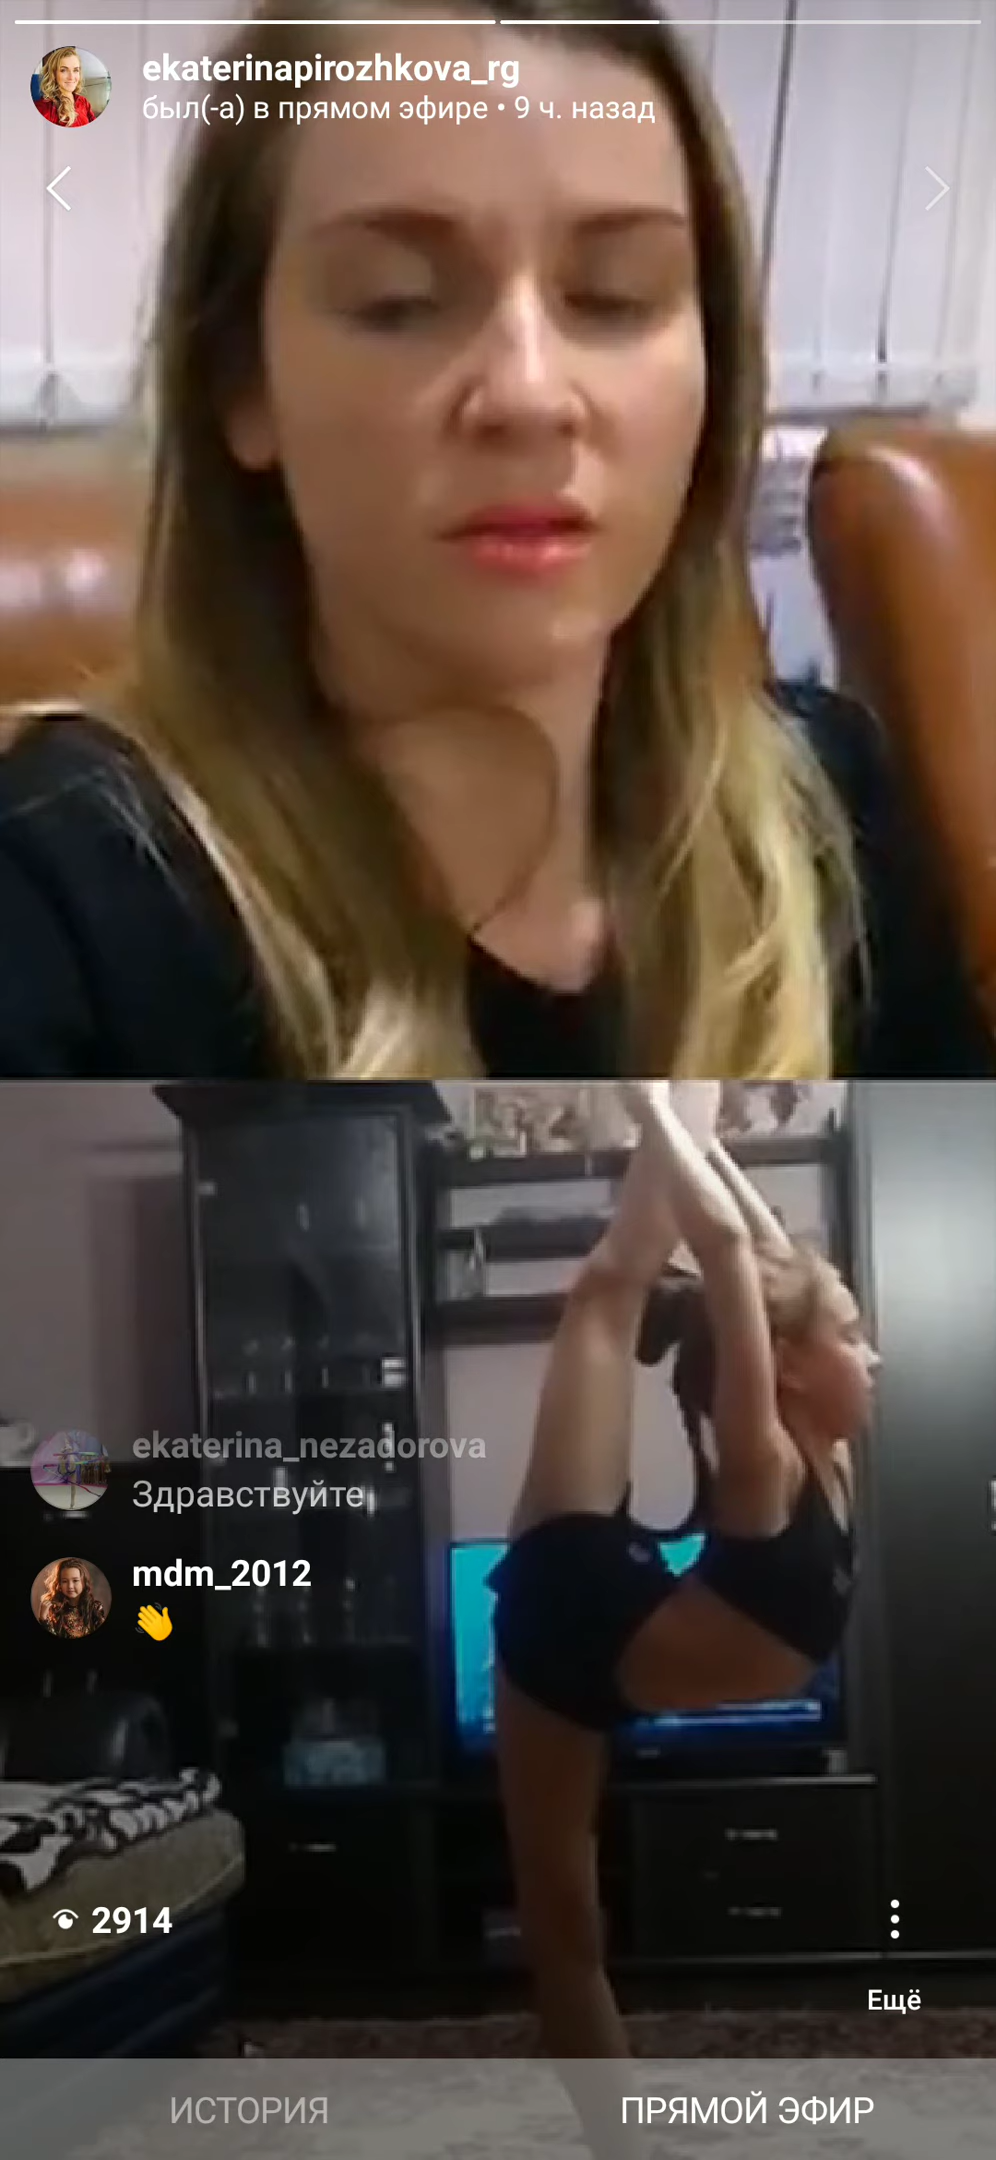 ekaterinapirozhkova_rg
был(-а) в прямом эфире • 9 ч. назад
ekaterina_nezadorova
Здравствуйте
mdm_2012
👋
2914
Ещё
ИСТОРИЯ
ПРЯМОЙ ЭФИР